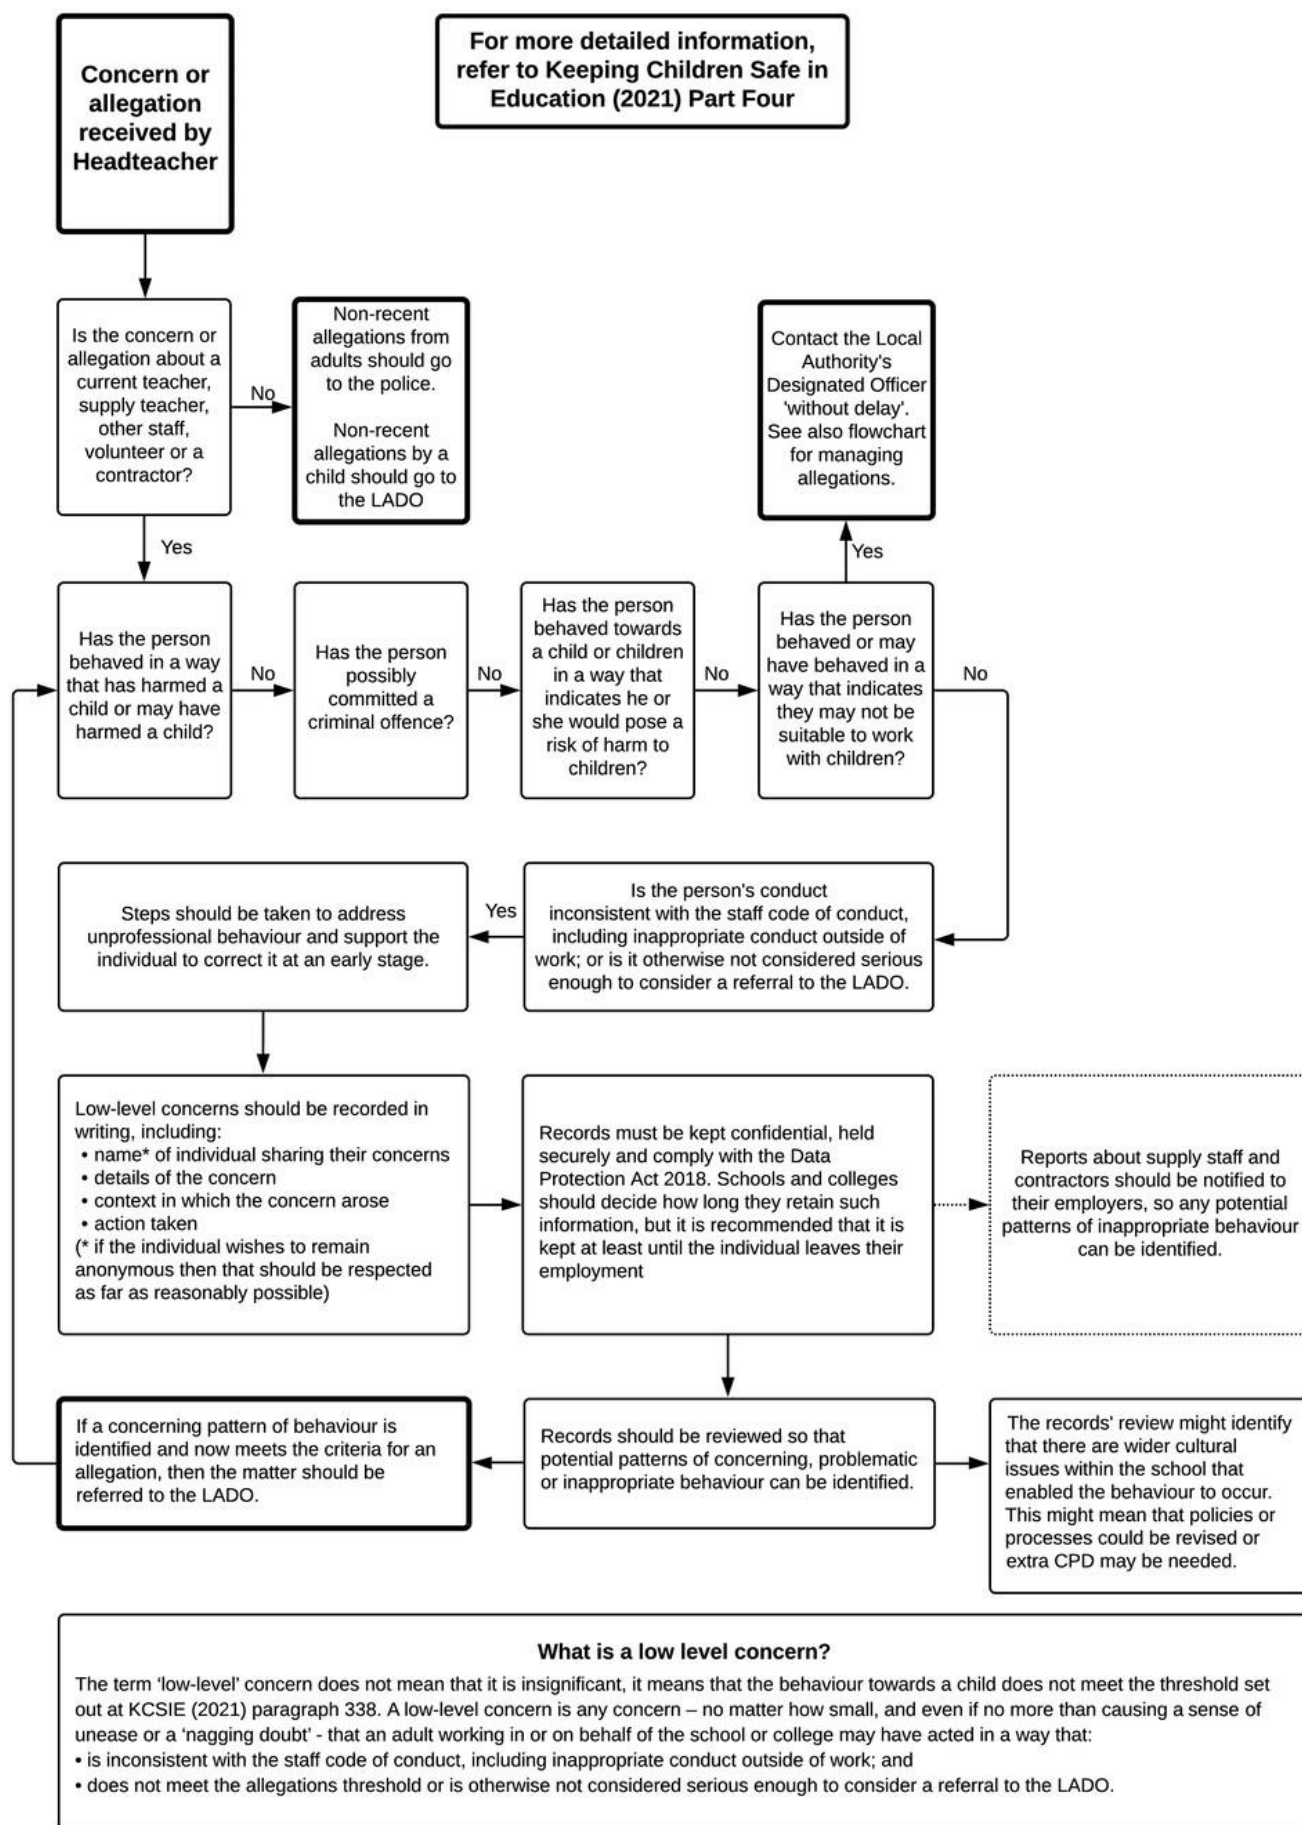 Concern or
allegation
received by
Headteacher
For more detailed information,
refer to Keeping Children Safe in
Education (2021) Part Four
Is the concern or
allegation about a
current teacher,
supply teacher,
other staff,
volunteer or a
contractor?
No
Non-recent
allegations from
adults should go
to the police.
Non-recent
allegations by a
child should go to
the LADO
Contact the Local
Authority's
Designated Officer
'without delay'.
See also flowchart
for managing
allegations.
Yes
Yes
Has the person
behaved in a way
that has harmed a
child or may have
harmed a child?
No
Has the person
possibly
committed a
criminal offence?
No
Has the person
behaved towards
a child or children
in a way that
indicates he or
she would pose a
risk of harm to
children?
No
Has the person
behaved or may
have behaved in a
way that indicates
they may not be
suitable to work
with children?
No
Is the person's conduct
inconsistent with the staff code of conduct,
including inappropriate conduct outside of
work; or is it otherwise not considered serious
enough to consider a referral to the LADO.
Yes
Steps should be taken to address
unprofessional behaviour and support the
individual to correct it at an early stage.
Low-level concerns should be recorded in
writing, including:
• name* of individual sharing their concerns
• details of the concern
• context in which the concern arose
• action taken
(* if the individual wishes to remain
anonymous then that should be respected
as far as reasonably possible)
Records must be kept confidential, held
securely and comply with the Data
Protection Act 2018. Schools and colleges
should decide how long they retain such
information, but it is recommended that it is
kept at least until the individual leaves their
employment
Reports about supply staff and
contractors should be notified to
their employers, so any potential
patterns of inappropriate behaviour
can be identified.
If a concerning pattern of behaviour is
identified and now meets the criteria for an
allegation, then the matter should be
referred to the LADO.
Records should be reviewed so that
potential patterns of concerning, problematic
or inappropriate behaviour can be identified.
The records' review might identify
that there are wider cultural
issues within the school that
enabled the behaviour to occur.
This might mean that policies or
processes could be revised or
extra CPD may be needed.
What is a low level concern?
The term ‘low-level’ concern does not mean that it is insignificant, it means that the behaviour towards a child does not meet the threshold set
out at KCSIE (2021) paragraph 338. A low-level concern is any concern – no matter how small, and even if no more than causing a sense of
unease or a ‘nagging doubt’ - that an adult working in or on behalf of the school or college may have acted in a way that:
• is inconsistent with the staff code of conduct, including inappropriate conduct outside of work; and
• does not meet the allegations threshold or is otherwise not considered serious enough to consider a referral to the LADO.